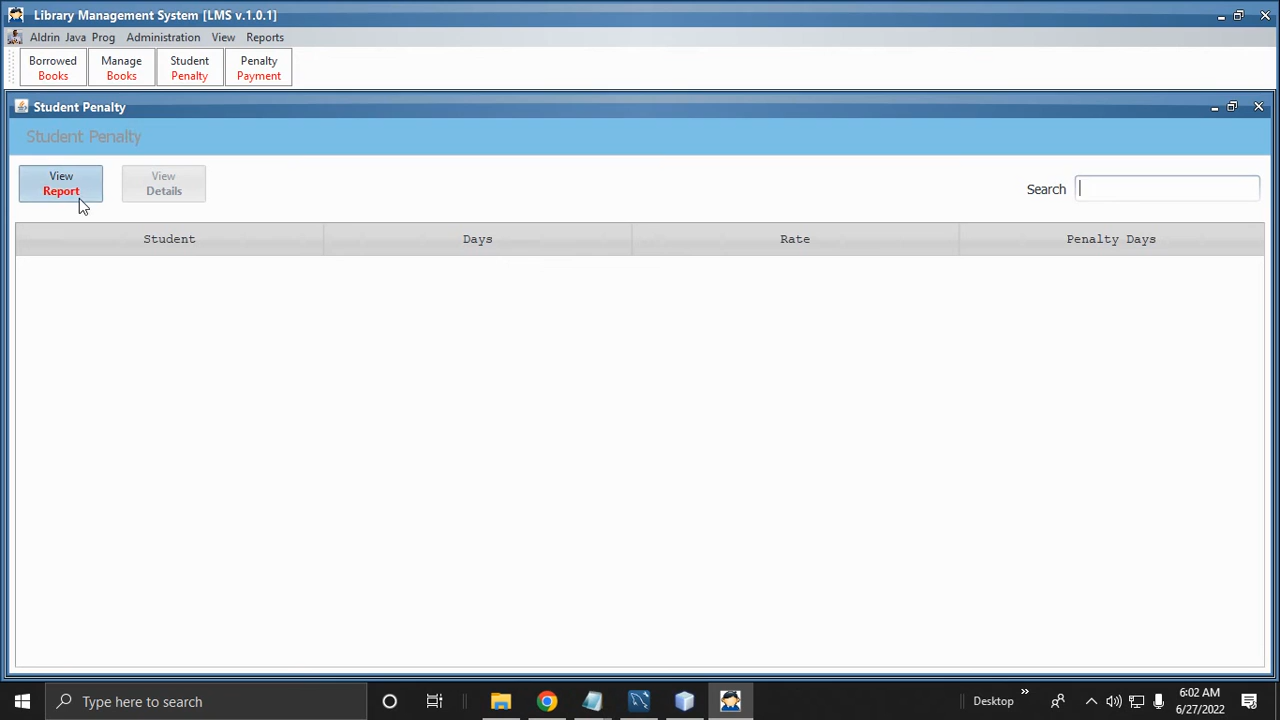 Library Management System [LMS v.1.0.1]
Aldrin Java Prog Administration View Reports
Borrowed
Books
Manage
Books
Student
Penalty
Penalty
Payment
Student Penalty
Student Penalty
View
Report
View
Details
Search
Student Days Rate Penalty Days
Type here to search
Desktop
6:02 AM
6/27/2022